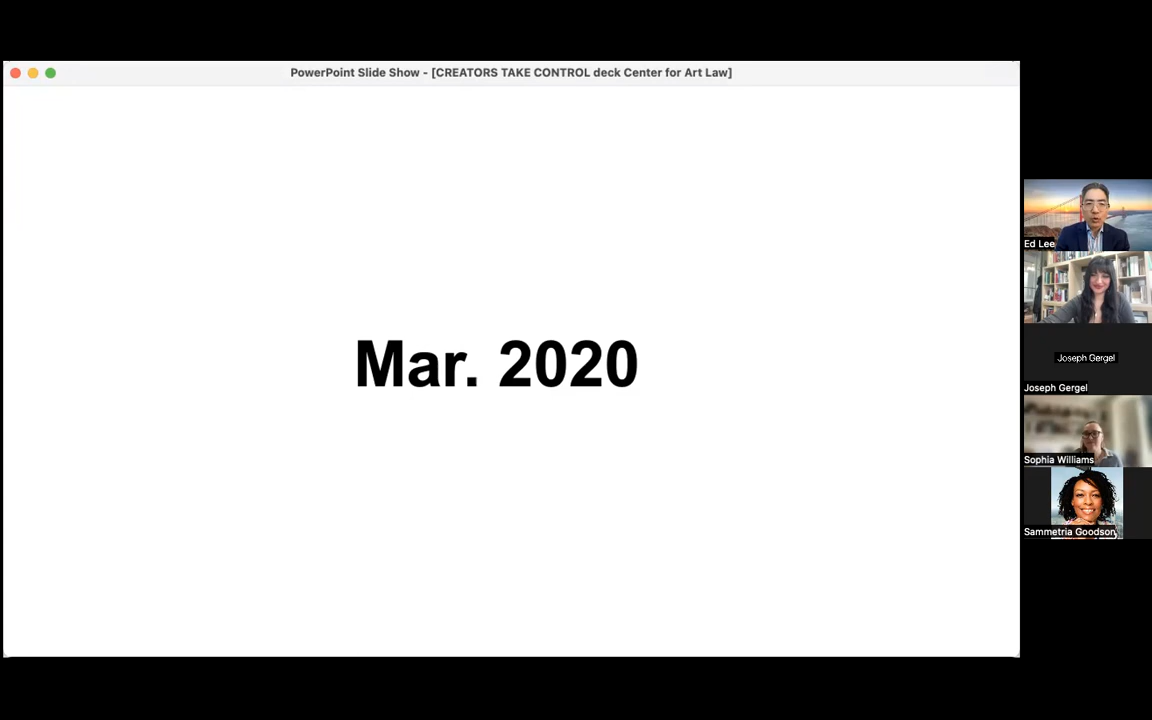 PowerPoint Slide Show - [CREATORS TAKE CONTROL deck Center for Art Law]
Mar. 2020
Ed Lee
Joseph Gergel
Joseph Gergel
Sophia Williams
Sammetria Goodson